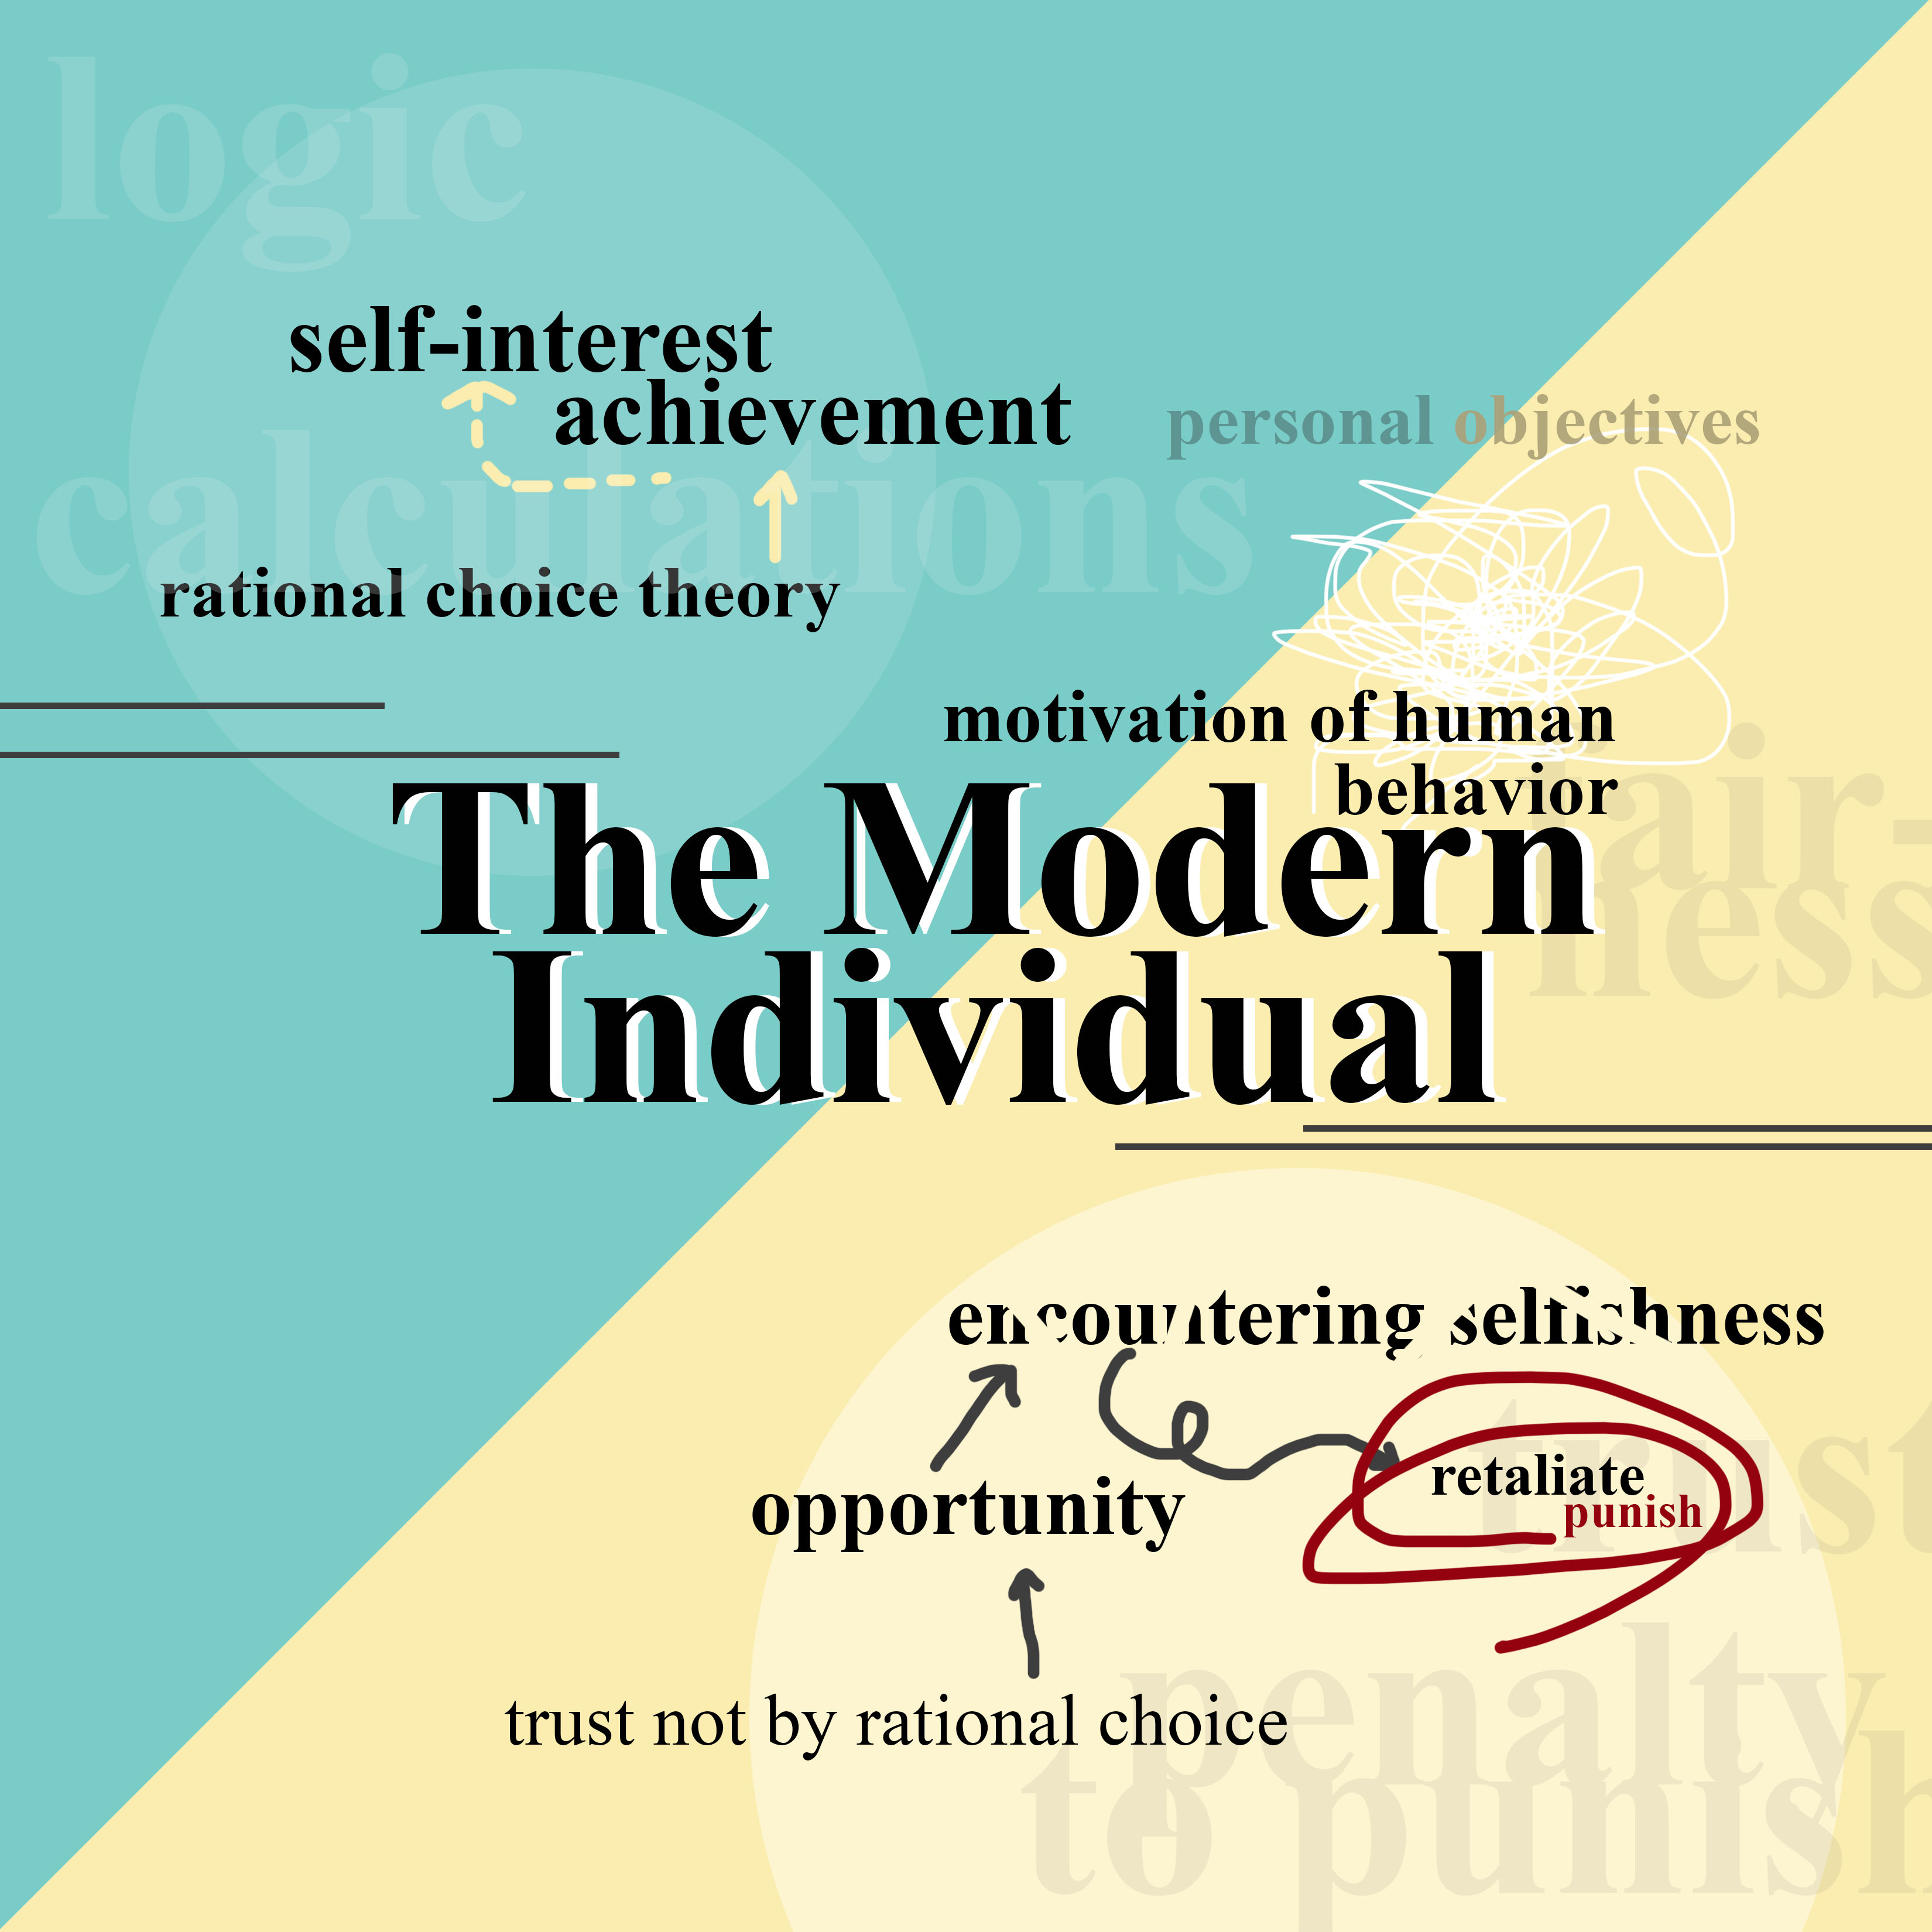 logic
self-interest
achievement
personal objectives
calculations
rational choice theory
motivation of human
behavior
fair-
ness
The Modern
Individual
encountering selfishness
retaliate
punish
trust
opportunity
penalty
trust not by rational choice
to punish